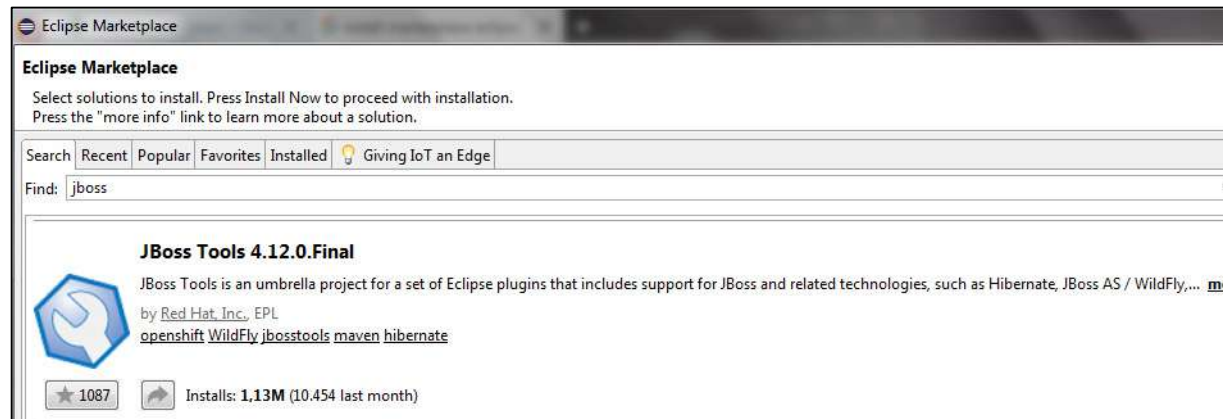 Eclipse Marketplace
Eclipse Marketplace
Select solutions to install. Press Install Now to proceed with installation.
Press the "more info" link to learn more about a solution.
Search Recent Popular Favorites Installed Giving IoT an Edge
Find: jboss
JBoss Tools 4.12.0.Final
JBoss Tools is an umbrella project for a set of Eclipse plugins that includes support for JBoss and related technologies, such as Hibernate, JBoss AS / WildFly,...
by Red Hat, Inc., EPL
openshift WildFly jbosstools maven hibernate
1087 Installs: 1,13M (10.454 last month)